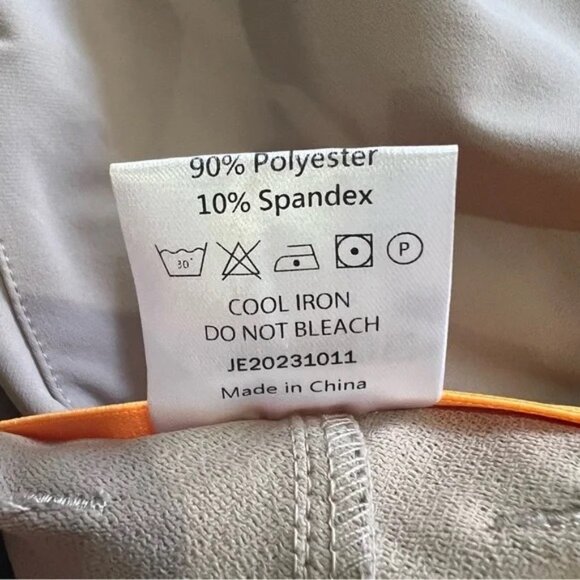 90% Polyester
10% Spandex
30° P
COOL IRON
DO NOT BLEACH
JE20231011
Made in China